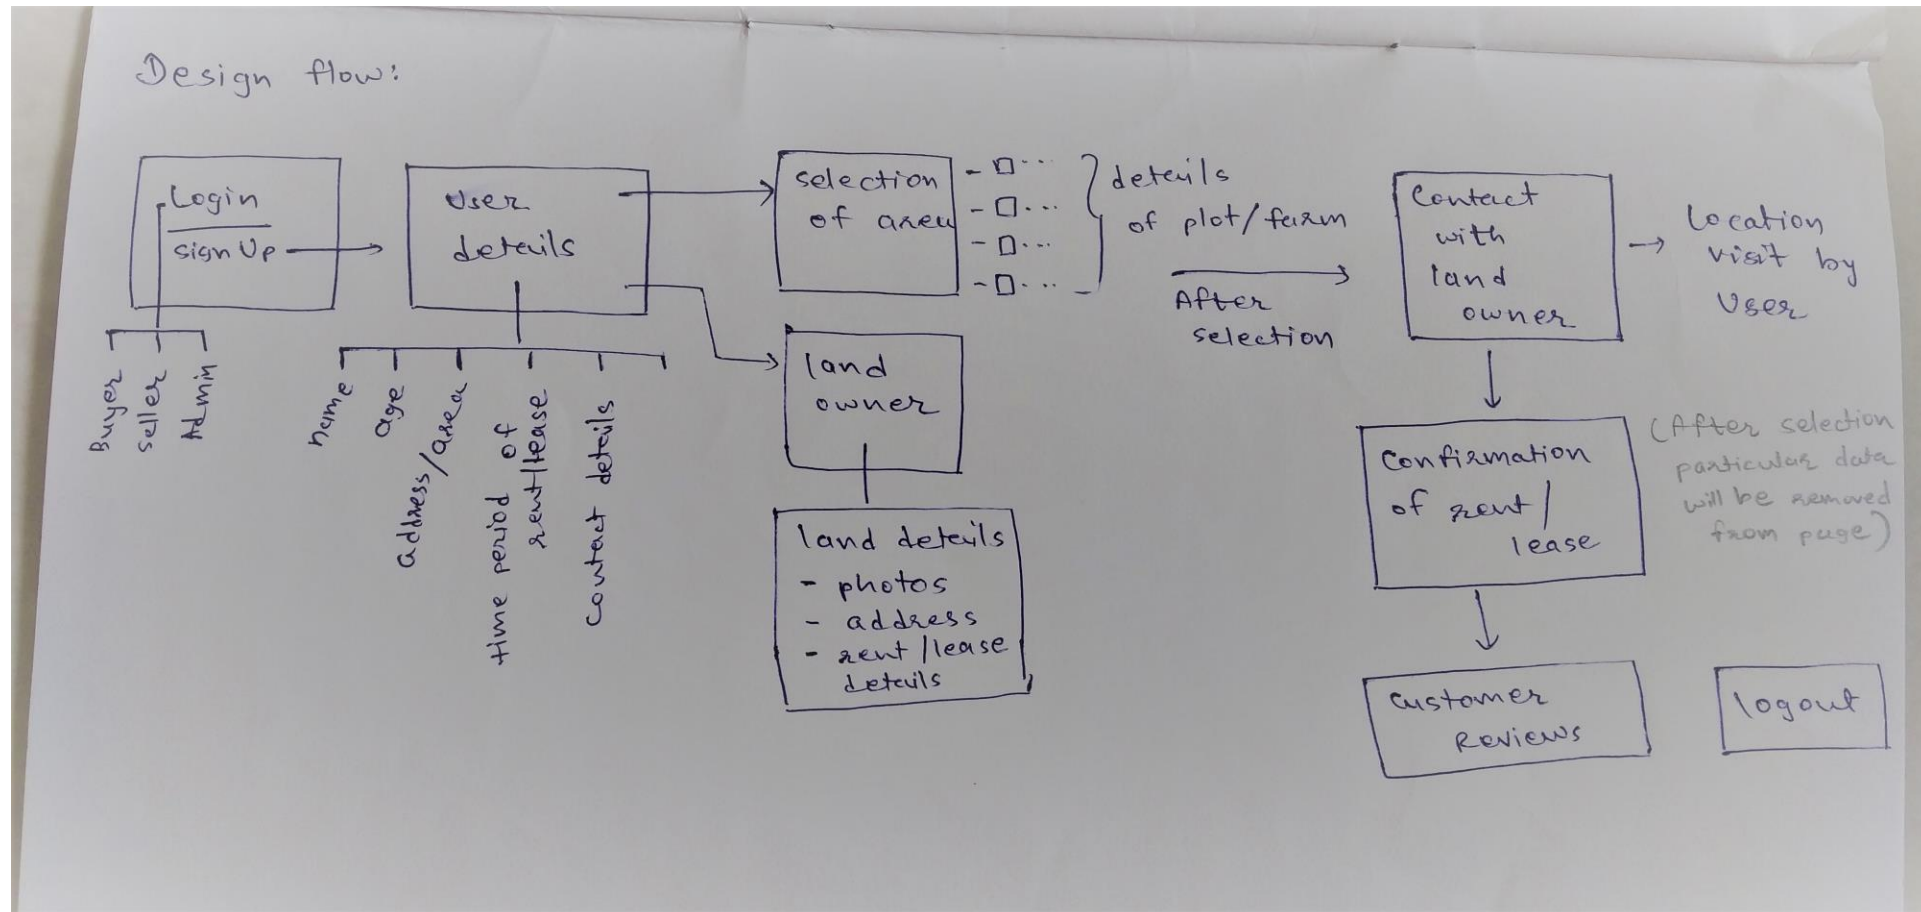 Design flow:
Login
sign Up
Buyer
seller
Admin
User
details
name
age
address/area
time period of
rent/lease
contact details
selection
of area
details
of plot/farm
land
owner
land details
- photos
- address
- rent/lease
details
After
selection
Contact
with
land
owner
Location
visit by
User
Confirmation
of rent/
lease
(After selection
particular data
will be removed
from page)
customer
Reviews
logout